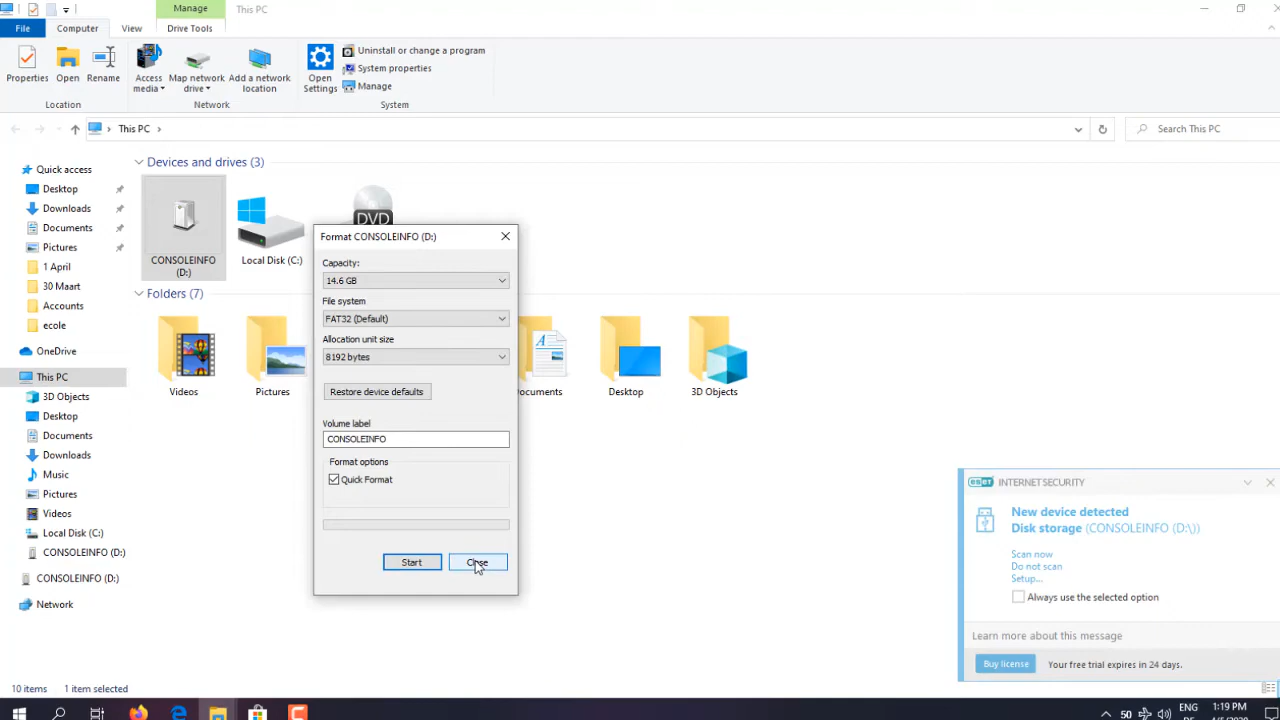 Manage
This PC
File
Computer
View
Drive Tools
Properties
Open
Rename
Access media
Map network drive
Add a network location
Open Settings
Uninstall or change a program
System properties
Manage
Location
Network
System
This PC
Search This PC
Quick access
Desktop
Downloads
Documents
Pictures
1 April
30 Maart
Accounts
ecole
OneDrive
This PC
3D Objects
Desktop
Documents
Downloads
Music
Pictures
Videos
Local Disk (C:)
CONSOLEINFO (D:)
CONSOLEINFO (D:)
Network
Devices and drives (3)
CONSOLEINFO
(D:)
Local Disk (C:)
DVD
Folders (7)
Videos
Pictures
Desktop
3D Objects
Format CONSOLEINFO (D:)
Capacity:
14.6 GB
File system
FAT32 (Default)
Allocation unit size
8192 bytes
Restore device defaults
Volume label
CONSOLEINFO
Format options
Quick Format
Start
Close
eseT INTERNET SECURITY
New device detected
Disk storage (CONSOLEINFO (D:\))
Scan now
Do not scan
Setup...
Always use the selected option
Learn more about this message
Buy license
Your free trial expires in 24 days.
10 items
1 item selected
50
ENG
1:19 PM